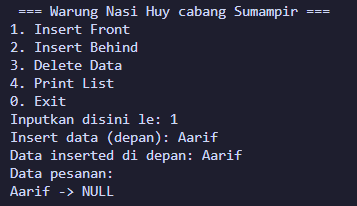 === Warung Nasi Huy cabang Sumampir ===
1. Insert Front
2. Insert Behind
3. Delete Data
4. Print List
0. Exit
Inputkan disini le: 1
Insert data (depan): Aarif
Data inserted di depan: Aarif
Data pesanan:
Aarif -> NULL